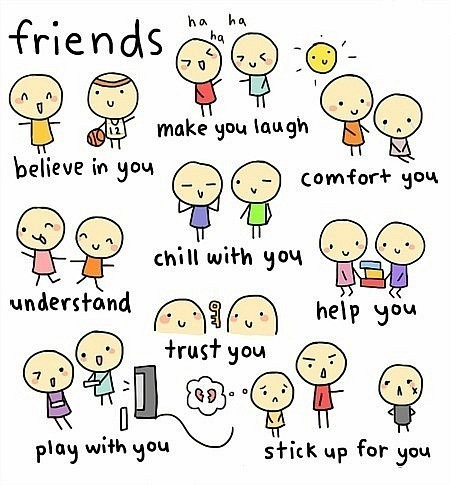 friends
ha ha
ha
make you laugh
12
believe in you
comfort you
chill with you
understand
help you
trust you
play with you
stick up for you